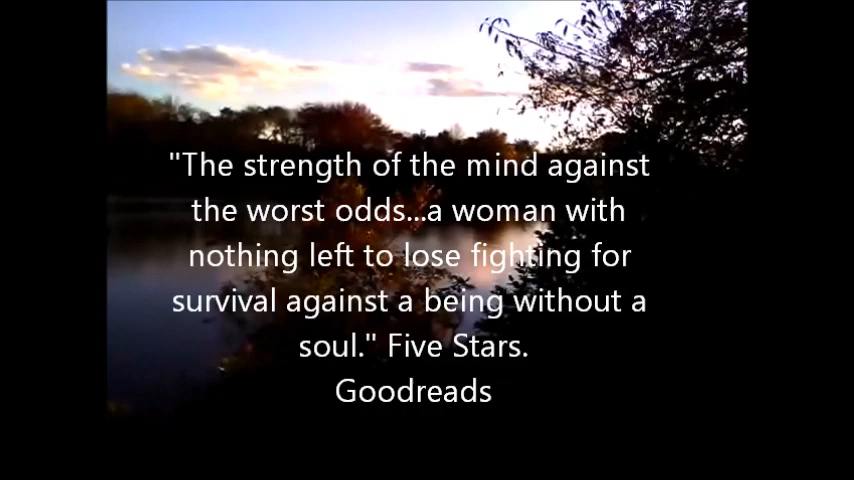 "The strength of the mind against
the worst odds...a woman with
nothing left to lose fighting for
survival against a being without a
soul." Five Stars.
Goodreads